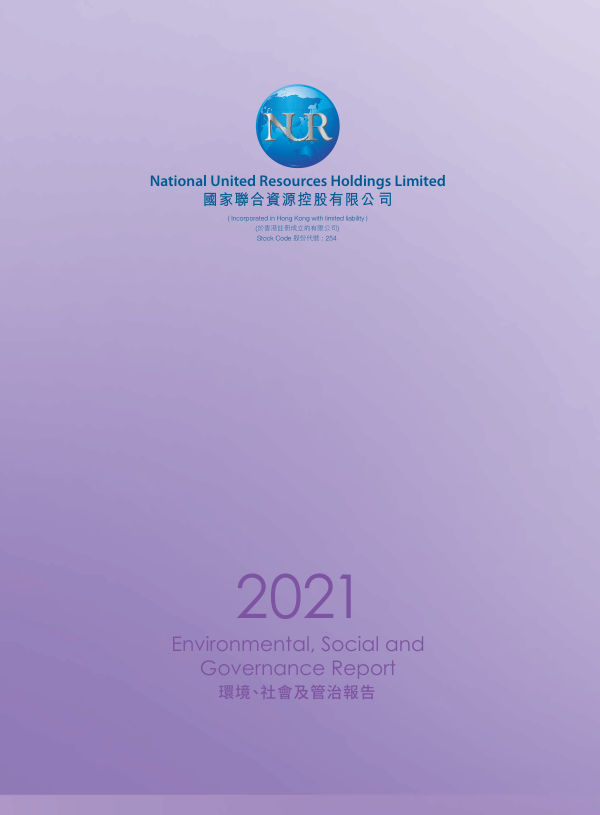 NUR
National United Resources Holdings Limited
國家聯合資源控股有限公司
( Incorporated in Hong Kong with limited liability )
(於香港註冊成立的有限公司)
Stock Code 股份代號 : 254
2021
Environmental, Social and
Governance Report
環境、社會及管治報告